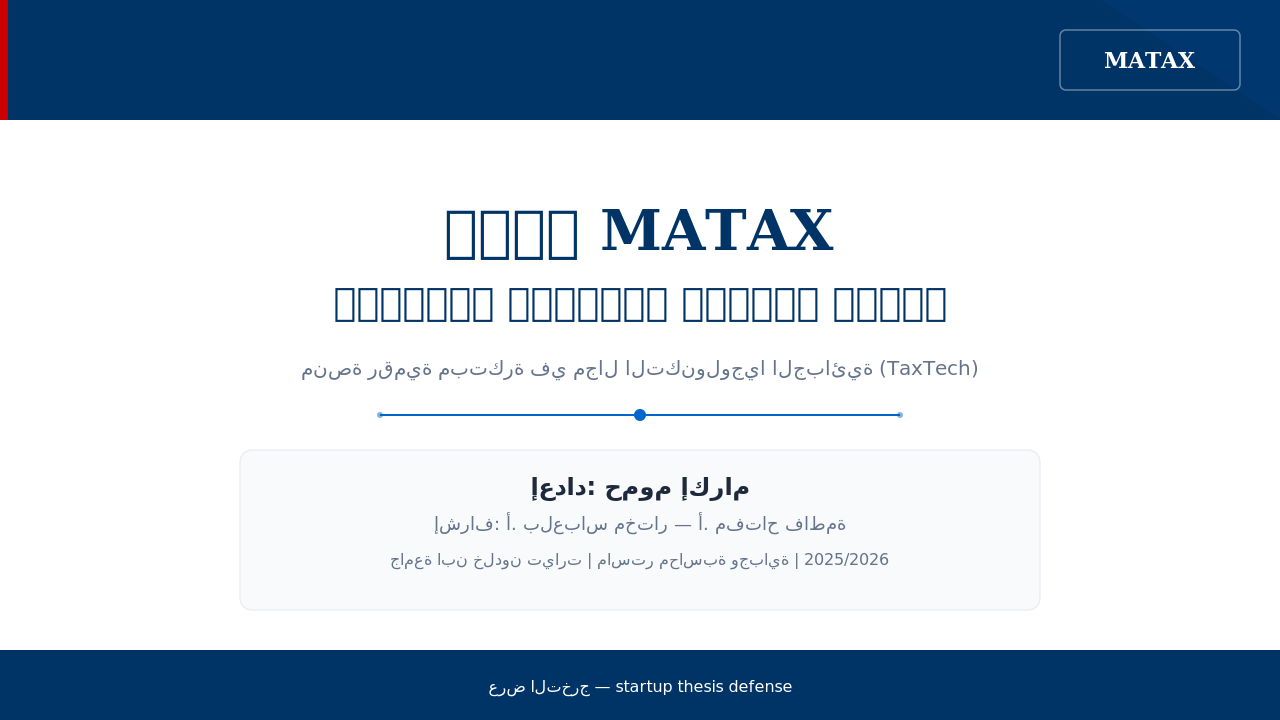 MATAX
MATAX
منصة رقمية مبتكرة في مجال التكنولوجيا الجبائية (TaxTech)
إعداد: حموم إكرام
إشراف: أ. بلعباس مختار — أ. مفتاح فاطمة
جامعة ابن خلدون تيارت | ماستر محاسبة وجباية | 2025/2026
عرض التخرج — startup thesis defense